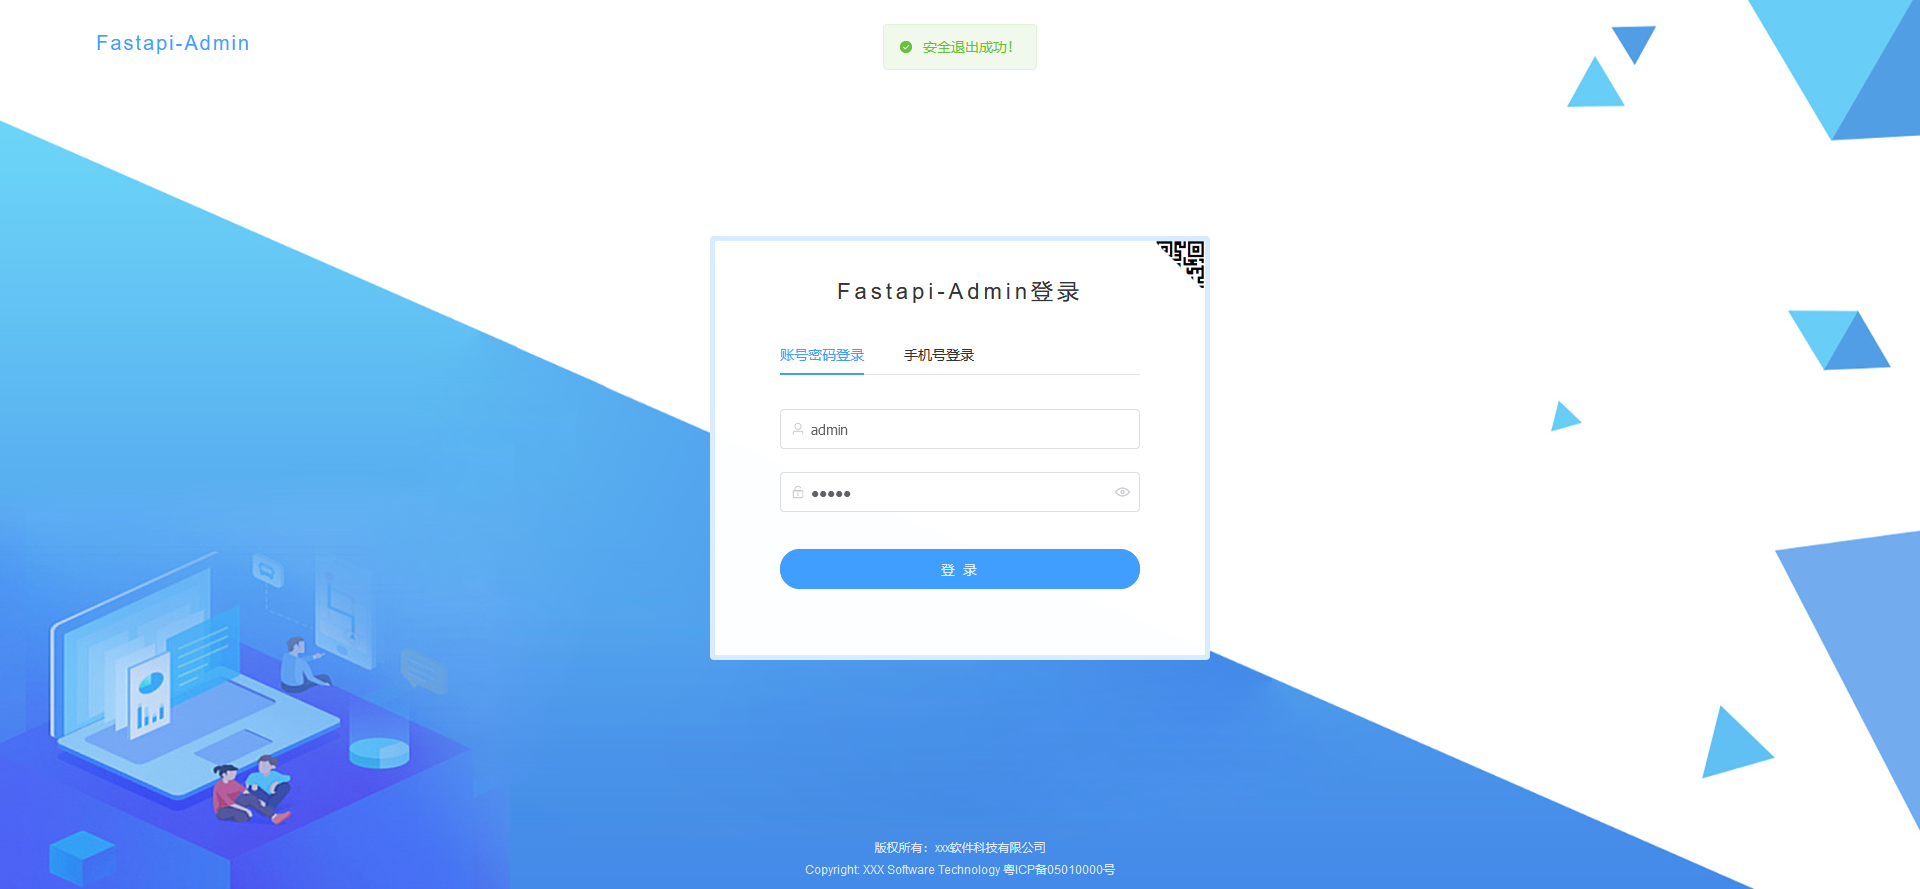 Fastapi-Admin
安全退出成功!
Fastapi-Admin登录
账号密码登录
手机号登录
admin
●●●●●
登 录
版权所有：xxx软件科技有限公司
Copyright: XXX Software Technology 粤ICP备05010000号